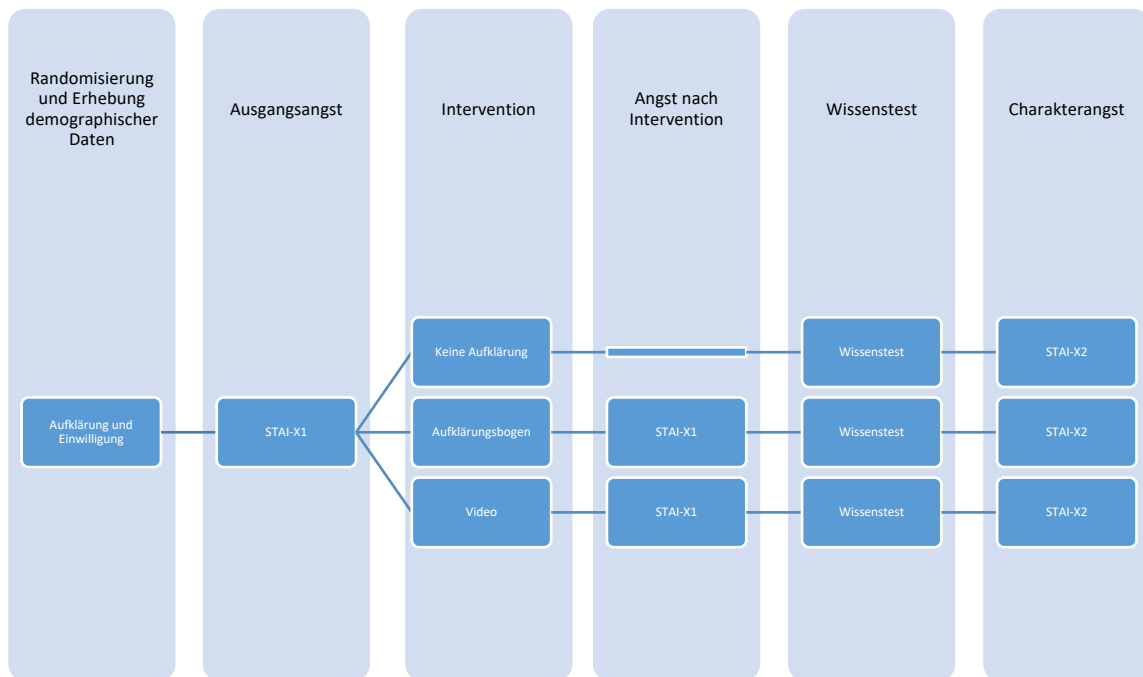 Randomisierung
und Erhebung
demographischer
Daten
Ausgangsangst
Intervention
Angst nach
Intervention
Wissenstest
Charakterangst
Keine Aufklärung
Wissenstest
STAI-X2
Aufklärung und
Einwilligung
STAI-X1
Aufklärungsbogen
STAI-X1
Wissenstest
STAI-X2
Video
STAI-X1
Wissenstest
STAI-X2